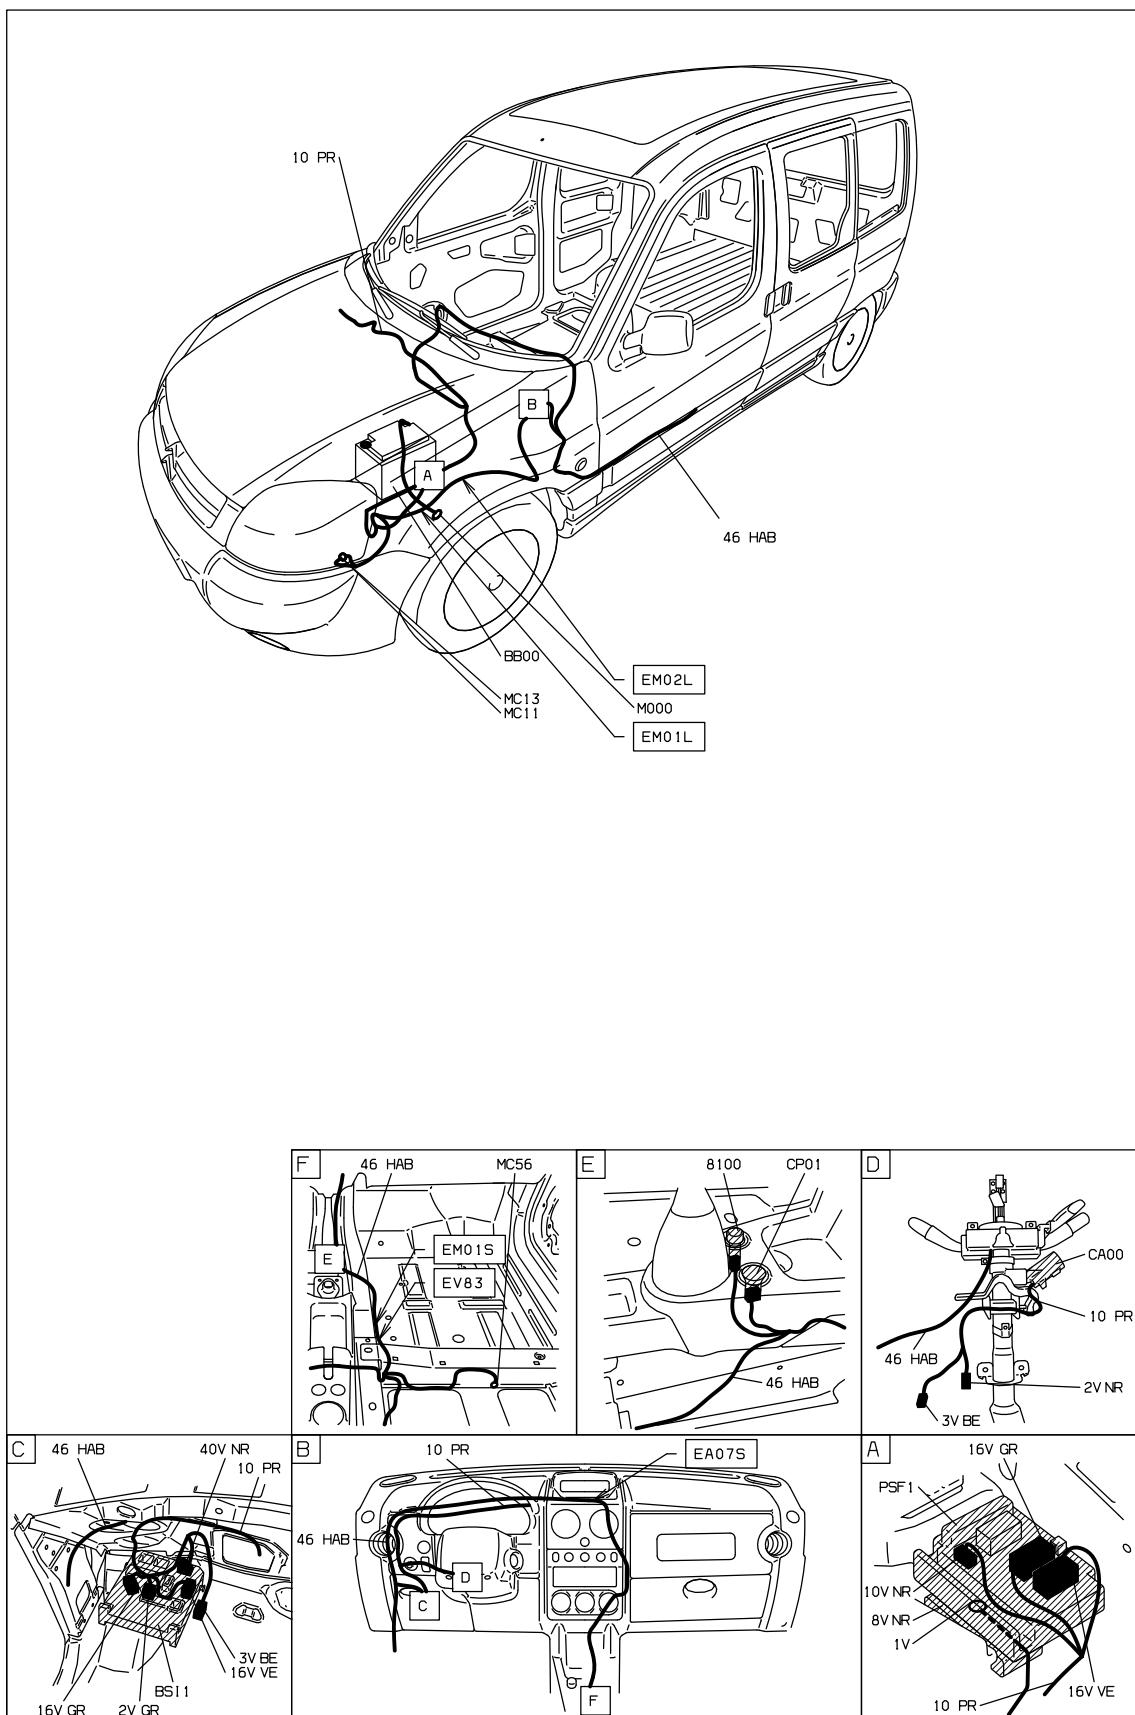 10 PR
B
A
46 HAB
BB00
EM02L
MC13
M000
MC11
EM01L
F
46 HAB
MC56
E
EM01S
EV83
E
8100
CP01
46 HAB
D
CA00
10 PR
46 HAB
2V NR
3V BE
C
46 HAB
40V NR
10 PR
3V BE
16V VE
BSI1
16V GR
2V GR
B
10 PR
EA07S
46 HAB
D
C
F
A
16V GR
PSF1
10V NR
8V NR
1V
16V VE
10 PR